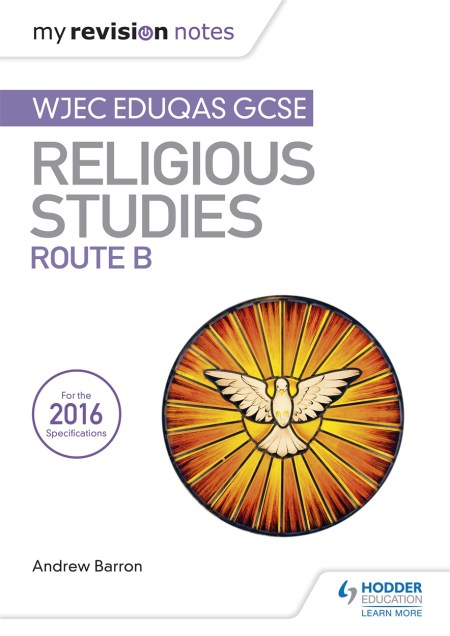 my revision notes
WJEC EDUQAS GCSE
RELIGIOUS
STUDIES
ROUTE B
For the
2016
Specifications
Andrew Barron
HODDER
EDUCATION
LEARN MORE